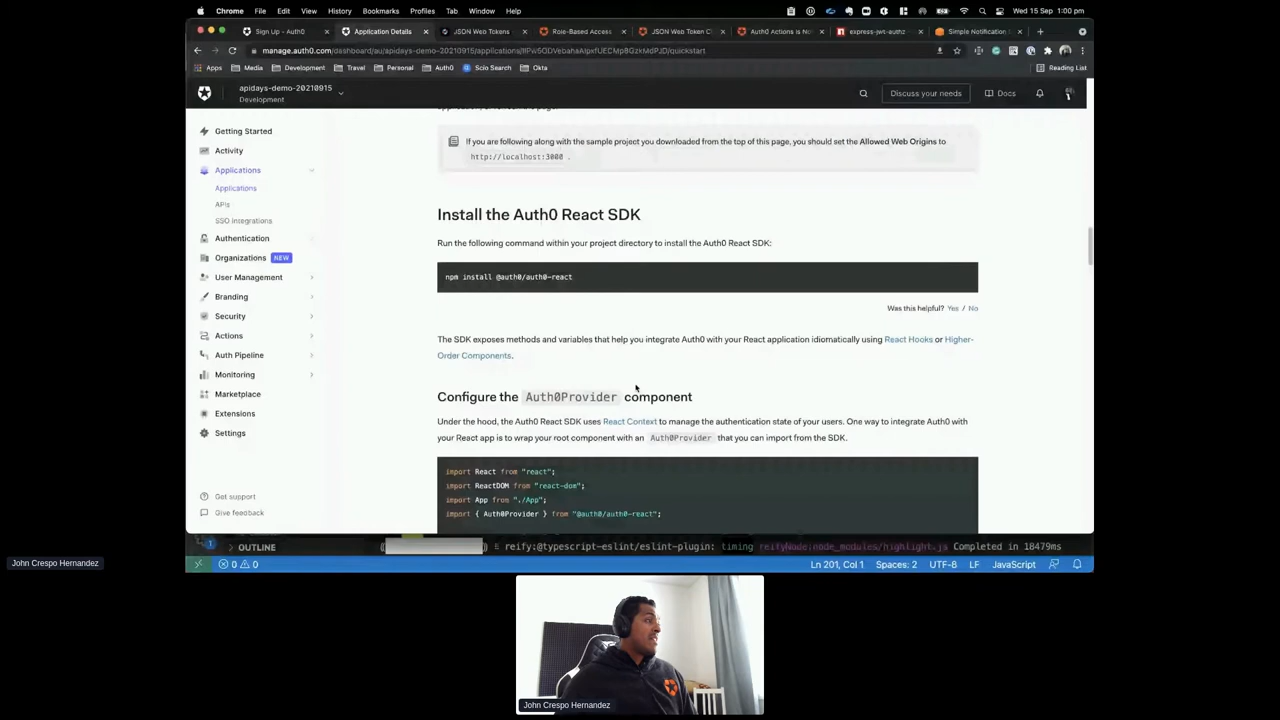 Chrome File Edit View History Bookmarks Profiles Tab Window Help
Wed 15 Sep 1:00 pm
Sign Up - Auth0
Application Details
JSON Web Tokens
Role-Based Access
JSON Web Token Cl
Auth0 Actions is No
express-jwt-authz
Simple Notification
Apps Media Development Travel Personal Auth0 Scio Search Okta
Reading List
apidays-demo-20210915
Development
Discuss your needs
Docs
Getting Started
Activity
Applications
Applications
APIs
SSO Integrations
Authentication
Organizations NEW
User Management
Branding
Security
Actions
Auth Pipeline
Monitoring
Marketplace
Extensions
Settings
Get support
Give feedback
If you are following along with the sample project you downloaded from the top of this page, you should set the Allowed Web Origins to
http://localhost:3000 .
Install the Auth0 React SDK
Run the following command within your project directory to install the Auth0 React SDK:
npm install @auth0/auth0-react
Was this helpful? Yes / No
The SDK exposes methods and variables that help you integrate Auth0 with your React application idiomatically using React Hooks or Higher-
Order Components.
Configure the Auth0Provider component
Under the hood, the Auth0 React SDK uses React Context to manage the authentication state of your users. One way to integrate Auth0 with
your React app is to wrap your root component with an Auth0Provider that you can import from the SDK.
import React from "react";
import ReactDOM from "react-dom";
import App from "./App";
import { Auth0Provider } from "@auth0/auth0-react";
1
OUTLINE
reify:@typescript-eslint/eslint-plugin: timing reifyNode:node_modules/highlight.js Completed in 18479ms
0 0
Ln 201, Col 1 Spaces: 2 UTF-8 LF JavaScript
John Crespo Hernandez
John Crespo Hernandez